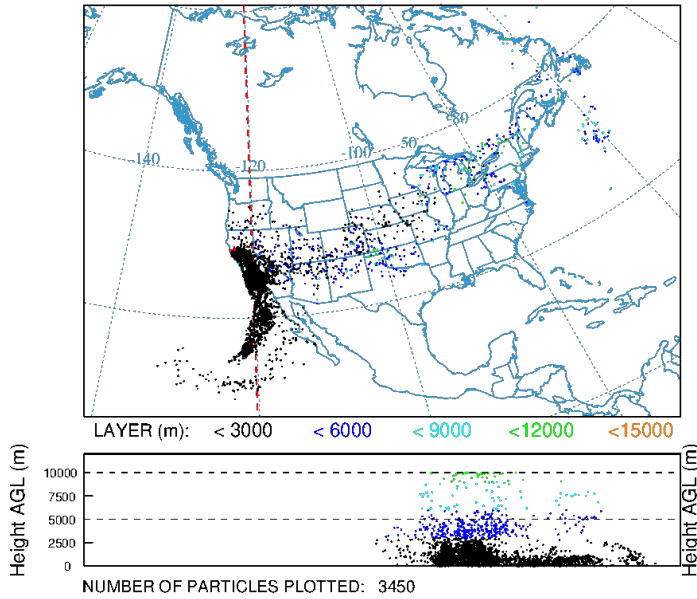 60
-80
-140
-120
-100
-50
LAYER (m): < 3000 < 6000 < 9000 <12000 <15000
Height AGL (m)
10000
7500
5000
2500
0
Height AGL (m)
NUMBER OF PARTICLES PLOTTED: 3450